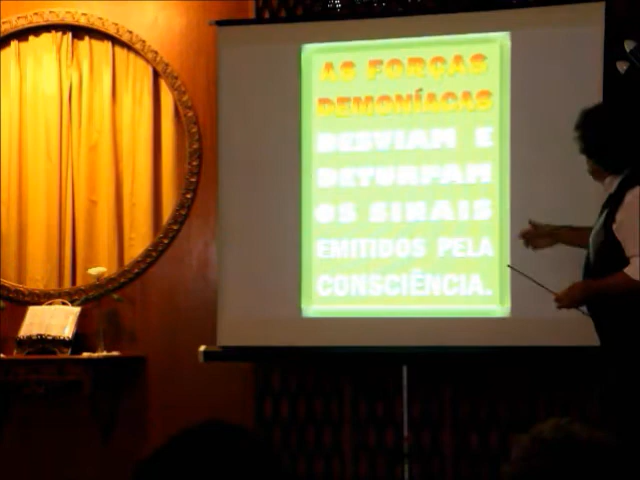 AS FORÇAS
DEMONÍACAS
DESVIAM E
DETURPAM
OS SINAIS
EMITIDOS PELA
CONSCIÊNCIA.